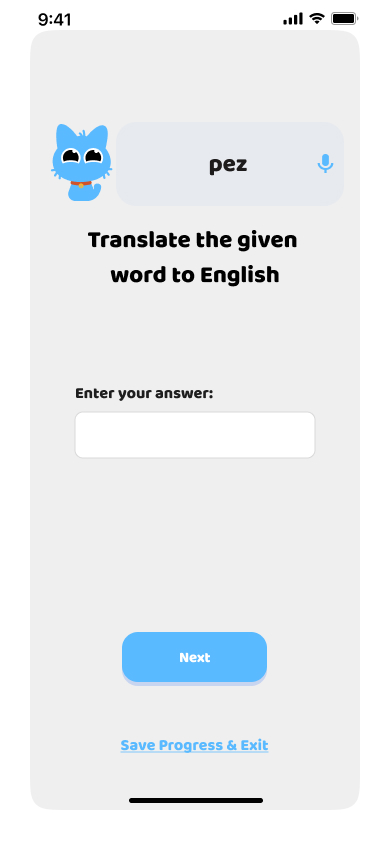 9:41
pez
Translate the given
word to English
Enter your answer:
Next
Save Progress & Exit